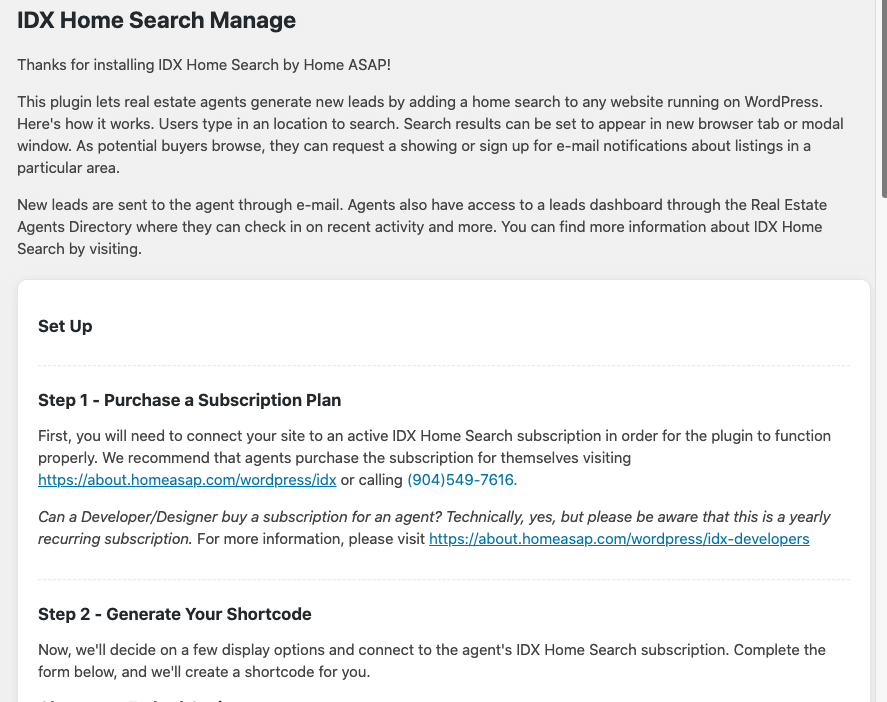 IDX Home Search Manage
Thanks for installing IDX Home Search by Home ASAP!
This plugin lets real estate agents generate new leads by adding a home search to any website running on WordPress.
Here's how it works. Users type in an location to search. Search results can be set to appear in new browser tab or modal
window. As potential buyers browse, they can request a showing or sign up for e-mail notifications about listings in a
particular area.
New leads are sent to the agent through e-mail. Agents also have access to a leads dashboard through the Real Estate
Agents Directory where they can check in on recent activity and more. You can find more information about IDX Home
Search by visiting.
Set Up
Step 1 - Purchase a Subscription Plan
First, you will need to connect your site to an active IDX Home Search subscription in order for the plugin to function
properly. We recommend that agents purchase the subscription for themselves visiting
https://about.homeasap.com/wordpress/idx or calling (904)549-7616.
Can a Developer/Designer buy a subscription for an agent? Technically, yes, but please be aware that this is a yearly
recurring subscription. For more information, please visit https://about.homeasap.com/wordpress/idx-developers
Step 2 - Generate Your Shortcode
Now, we'll decide on a few display options and connect to the agent's IDX Home Search subscription. Complete the
form below, and we'll create a shortcode for you.